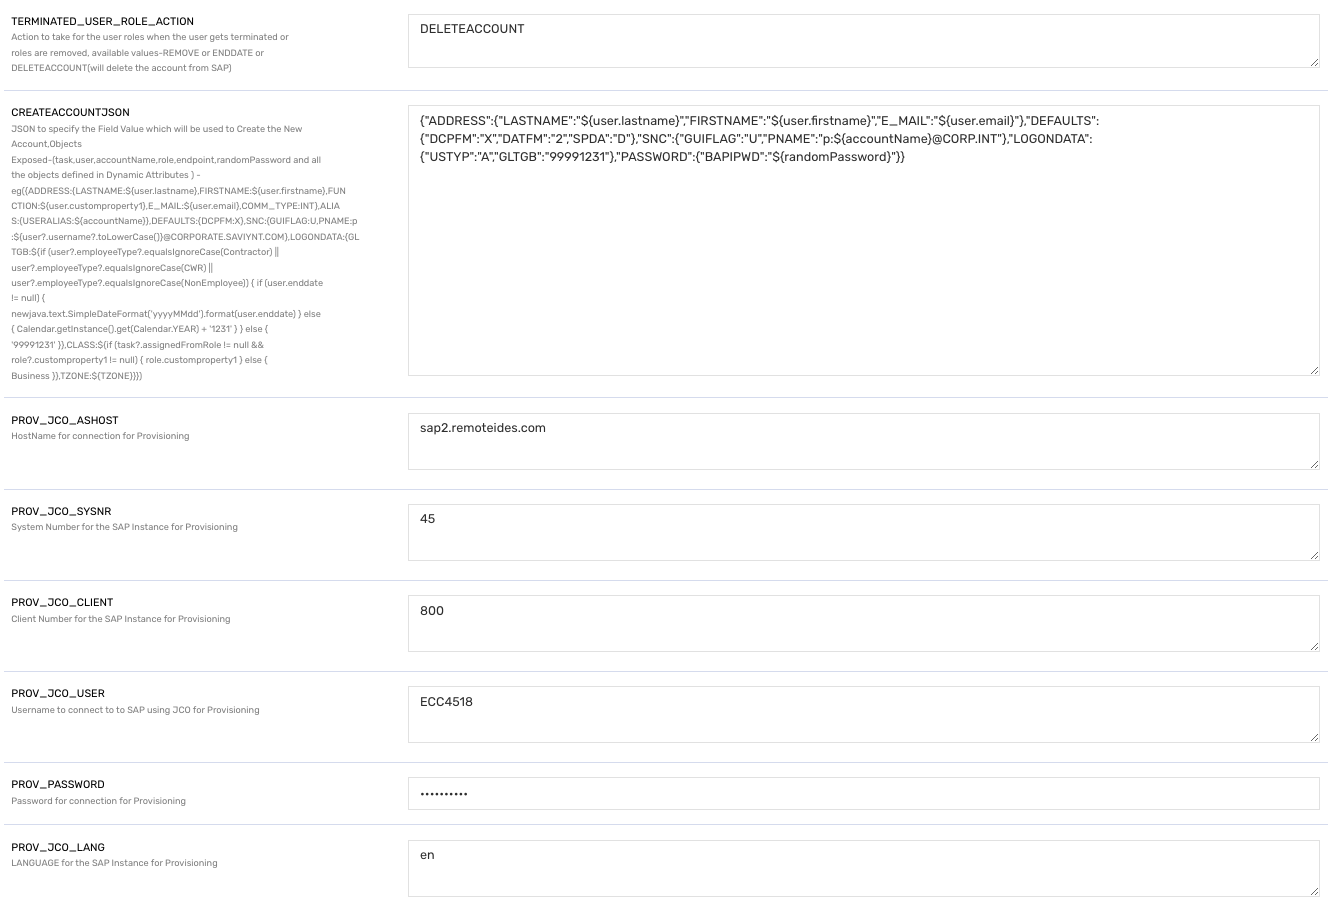 TERMINATED_USER_ROLE_ACTION
Action to take for the user roles when the user gets terminated or
roles are removed, available values-REMOVE or ENDDATE or
DELETEACCOUNT(will delete the account from SAP)
DELETEACCOUNT
CREATEACCOUNTJSON
JSON to specify the Field Value which will be used to Create the New
Account,Objects
Exposed-(task,user,accountName,role,endpoint,randomPassword and all
the objects defined in Dynamic Attributes ) -
eg({ADDRESS:{LASTNAME:${user.lastname},FIRSTNAME:${user.firstname},FUN
CTION:${user.customproperty1},E_MAIL:${user.email},COMM_TYPE:INT},ALIA
S:{USERALIAS:${accountName}},DEFAULTS:{DCPFM:X},SNC:{GUIFLAG:U,PNAME:p
:${user?.username?.toLowerCase()}@CORPORATE.SAVIYNT.COM},LOGONDATA:{GL
TGB:${if (user?.employeeType?.equalsIgnoreCase(Contractor) ||
user?.employeeType?.equalsIgnoreCase(CWR) ||
user?.employeeType?.equalsIgnoreCase(NonEmployee)) { if (user.enddate
!= null) {
newjava.text.SimpleDateFormat('yyyyMMdd').format(user.enddate) } else
{ Calendar.getInstance().get(Calendar.YEAR) + '1231' } } else {
'99991231' }},CLASS:${if (task?.assignedFromRole != null &&
role?.customproperty1 != null) { role.customproperty1 } else {
Business }},TZONE:${TZONE}}})
{"ADDRESS":{"LASTNAME":"${user.lastname}","FIRSTNAME":"${user.firstname}","E_MAIL":"${user.email}"},"DEFAULTS":
{"DCPFM":"X","DATFM":"2","SPDA":"D"},"SNC":{"GUIFLAG":"U","PNAME":"p:${accountName}@CORP.INT"},"LOGONDATA":
{"USTYP":"A","GLTGB":"99991231"},"PASSWORD":{"BAPIPWD":"${randomPassword}"}}
PROV_JCO_ASHOST
HostName for connection for Provisioning
sap2.remoteides.com
PROV_JCO_SYSNR
System Number for the SAP Instance for Provisioning
45
PROV_JCO_CLIENT
Client Number for the SAP Instance for Provisioning
800
PROV_JCO_USER
Username to connect to to SAP using JCO for Provisioning
ECC4518
PROV_PASSWORD
Password for connection for Provisioning
••••••••••
PROV_JCO_LANG
LANGUAGE for the SAP Instance for Provisioning
en